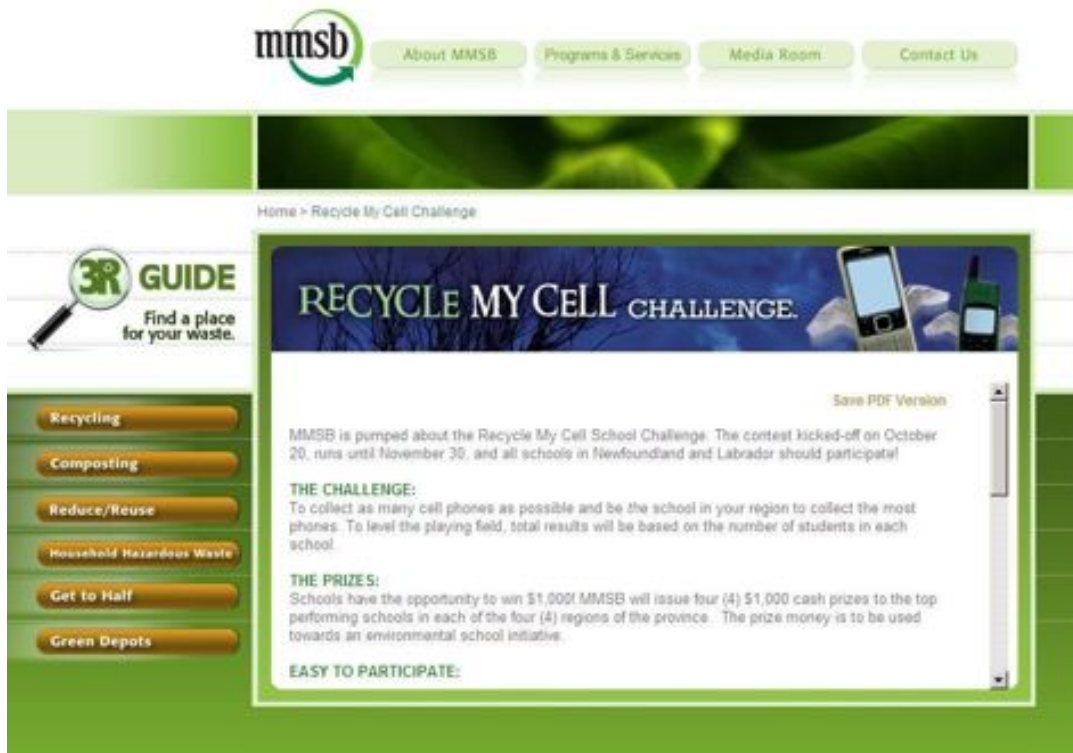 mmsb
About MMSB
Programs & Services
Media Room
Contact Us
Home > Recycle My Cell Challenge
3R GUIDE
Find a place
for your waste.
RECYCLE MY CELL CHALLENGE.
Recycling
Composting
Reduce/Reuse
Household Hazardous Waste
Get to Half
Green Depots
Save PDF Version
MMSB is pumped about the Recycle My Cell School Challenge. The contest kicked-off on October
20, runs until November 30, and all schools in Newfoundland and Labrador should participate!
THE CHALLENGE:
To collect as many cell phones as possible and be the school in your region to collect the most
phones. To level the playing field, total results will be based on the number of students in each
school.
THE PRIZES:
Schools have the opportunity to win $1,000! MMSB will issue four (4) $1,000 cash prizes to the top
performing schools in each of the four (4) regions of the province. The prize money is to be used
towards an environmental school initiative.
EASY TO PARTICIPATE: